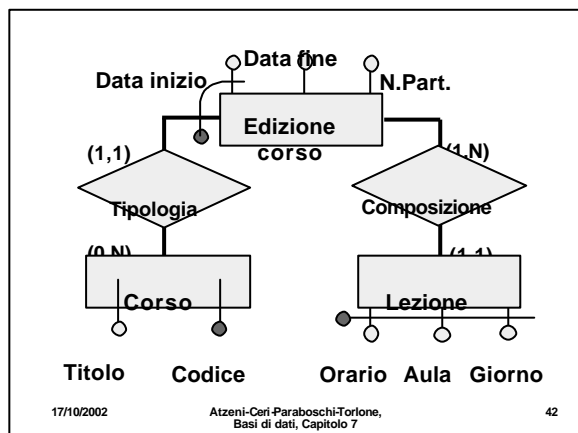 Data fine
Data inizio
N.Part.
Edizione
corso
(1,1)
(1,N)
Tipologia
Composizione
(0,N)
(1,1)
Corso
Lezione
Titolo Codice Orario Aula Giorno
17/10/2002 Atzeni-Ceri-Paraboschi-Torlone, 42
Basi di dati, Capitolo 7